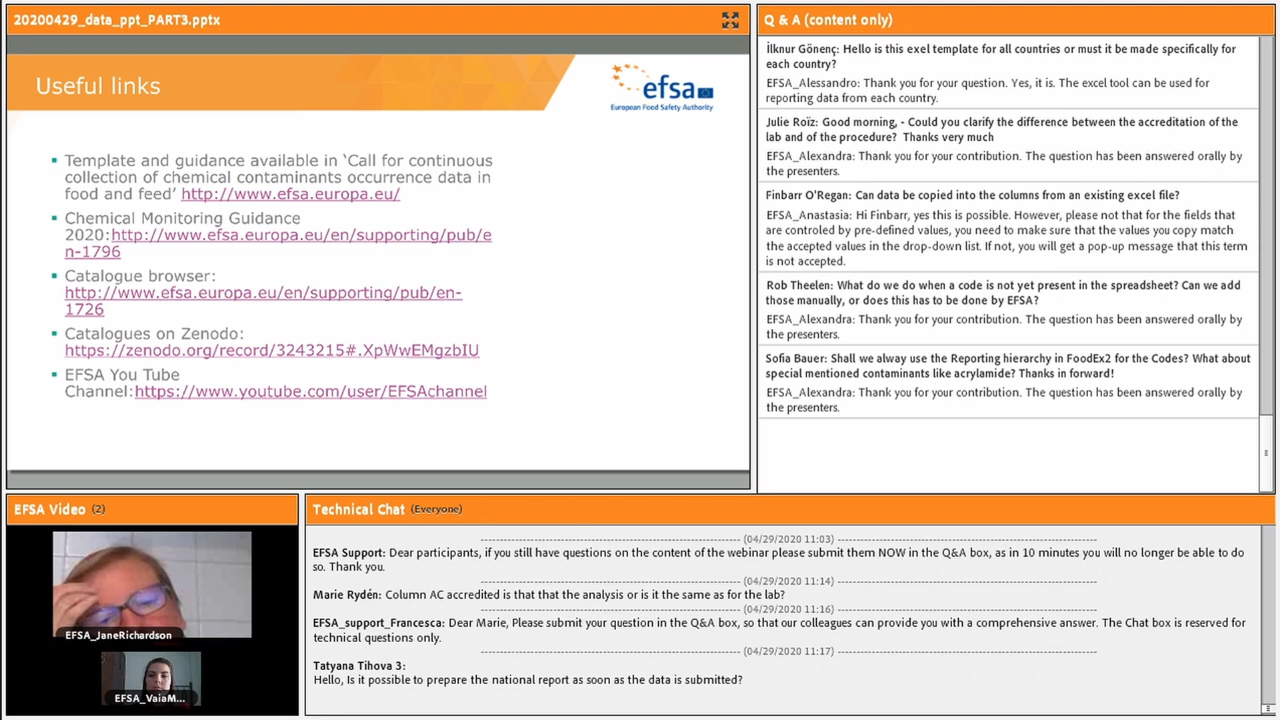 20200429_data_ppt_PART3.pptx
Useful links
efsa
European Food Safety Authority
Template and guidance available in ‘Call for continuous
collection of chemical contaminants occurrence data in
food and feed’ http://www.efsa.europa.eu/
Chemical Monitoring Guidance
2020:http://www.efsa.europa.eu/en/supporting/pub/e
n-1796
Catalogue browser:
http://www.efsa.europa.eu/en/supporting/pub/en-
1726
Catalogues on Zenodo:
https://zenodo.org/record/3243215#.XpWwEMgzbIU
EFSA You Tube
Channel:https://www.youtube.com/user/EFSAchannel
Q & A (content only)
İlknur Gönenç: Hello is this exel template for all countries or must it be made specifically for
each country?
EFSA_Alessandro: Thank you for your question. Yes, it is. The excel tool can be used for
reporting data from each country.
Julie Roïz: Good morning, - Could you clarify the difference between the accreditation of the
lab and of the procedure? Thanks very much
EFSA_Alexandra: Thank you for your contribution. The question has been answered orally by
the presenters.
Finbarr O'Regan: Can data be copied into the columns from an existing excel file?
EFSA_Anastasia: Hi Finbarr, yes this is possible. However, please not that for the fields that
are controled by pre-defined values, you need to make sure that the values you copy match
the accepted values in the drop-down list. If not, you will get a pop-up message that this term
is not accepted.
Rob Theelen: What do we do when a code is not yet present in the spreadsheet? Can we add
those manually, or does this has to be done by EFSA?
EFSA_Alexandra: Thank you for your contribution. The question has been answered orally by
the presenters.
Sofia Bauer: Shall we alway use the Reporting hierarchy in FoodEx2 for the Codes? What about
special mentioned contaminants like acrylamide? Thanks in forward!
EFSA_Alexandra: Thank you for your contribution. The question has been answered orally by
the presenters.
EFSA Video (2)
EFSA_JaneRichardson
EFSA_VaiaM...
Technical Chat (Everyone)
(04/29/2020 11:03)
EFSA Support: Dear participants, if you still have questions on the content of the webinar please submit them NOW in the Q&A box, as in 10 minutes you will no longer be able to do
so. Thank you.
(04/29/2020 11:14)
Marie Rydén: Column AC accredited is that that the analysis or is it the same as for the lab?
(04/29/2020 11:16)
EFSA_support_Francesca: Dear Marie, Please submit your question in the Q&A box, so that our colleagues can provide you with a comprehensive answer. The Chat box is reserved for
technical questions only.
(04/29/2020 11:17)
Tatyana Tihova 3:
Hello, Is it possible to prepare the national report as soon as the data is submitted?